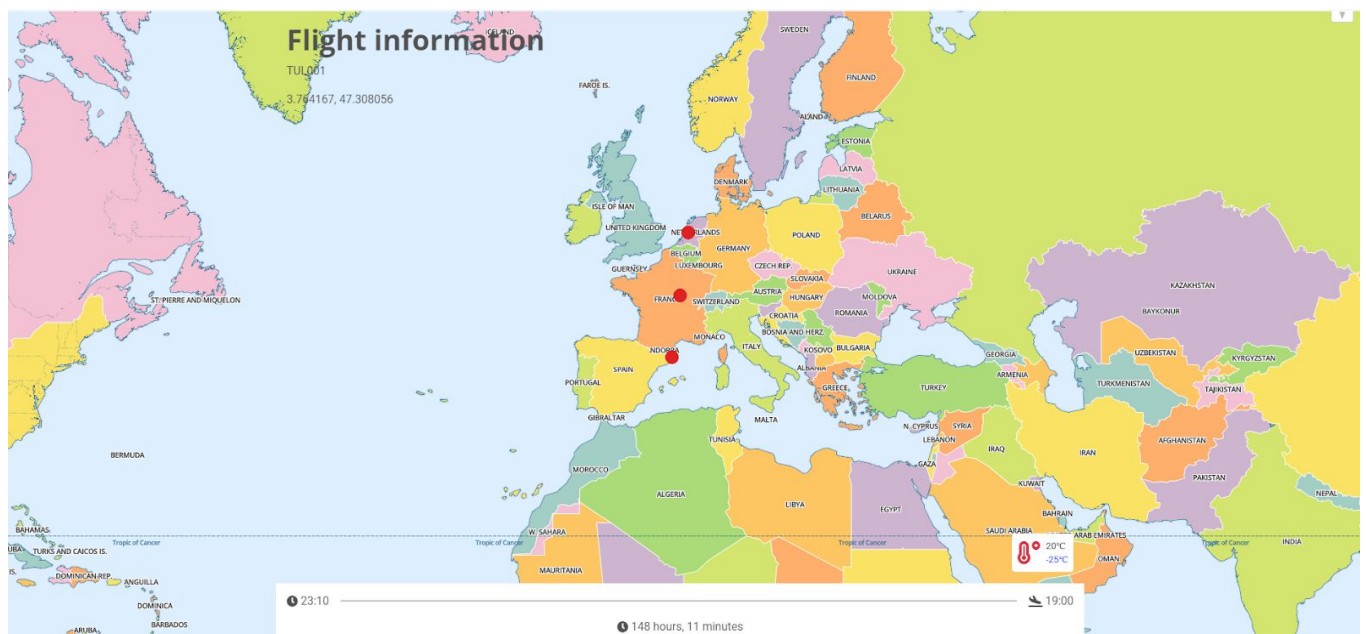 Flight information
TUL001
3.764167, 47.308056
ICELAND
SWEDEN
FINLAND
FAROE IS.
NORWAY
ALAND
ESTONIA
LATVIA
DENMARK
LITHUANIA
ISLE OF MAN
BELARUS
UNITED KINGDOM
NETHERLANDS
POLAND
GERMANY
BELGIUM
LUXEMBOURG
GUERNSEY
CZECH REP.
UKRAINE
SLOVAKIA
KAZAKHSTAN
AUSTRIA
MOLDOVA
HUNGARY
ST. PIERRE AND MIQUELON
SWITZERLAND
BAYKONUR
ROMANIA
CROATIA
BOSNIA AND HERZ.
MONACO
ITALY
KOSOVO
BULGARIA
UZBEKISTAN
GEORGIA
KYRGYZSTAN
NDORRA
SPAIN
ALBANIA
ARMENIA
PORTUGAL
GREECE
TURKEY
TURKMENISTAN
TAJIKISTAN
GIBRALTAR
MALTA
N. CYPRUS
SYRIA
TUNISIA
LEBANON
AFGHANISTAN
IRAQ
IRAN
BERMUDA
GAZA
MOROCCO
PAKISTAN
KUWAIT
NEPAL
ALGERIA
LIBYA
EGYPT
BAHRAIN
BAHAMAS
W. SAHARA
SAUDI ARABIA
ARAB EMIRATES
Tropic of Cancer
Tropic of Cancer
Tropic of Cancer
Tropic of Cancer
INDIA
UBA
TURKS AND CAICOS IS.
20°C
-25°C
OMAN
IS.
MAURITANIA
DOMINICAN REP.
ANGUILLA
DOMINICA
BARBADOS
ARUBA
23:10
19:00
148 hours, 11 minutes